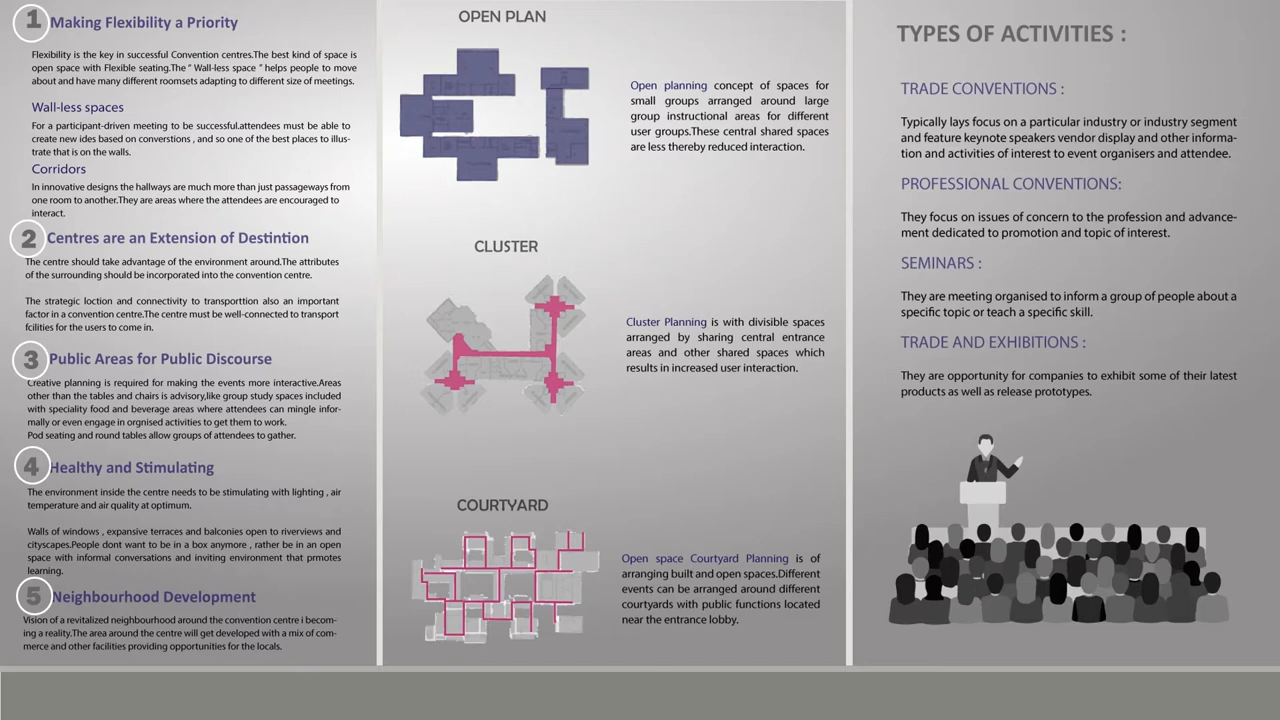 1 Making Flexibility a Priority
Flexibility is the key in successful Convention centres.The best kind of space is
open space with Flexible seating.The “ Wall-less space ” helps people to move
about and have many different roomsets adapting to different size of meetings.
Wall-less spaces
For a participant-driven meeting to be successful.attendees must be able to
create new ides based on converstions , and so one of the best places to illus-
trate that is on the walls.
Corridors
In innovative designs the hallways are much more than just passageways from
one room to another.They are areas where the attendees are encouraged to
interact.
2 Centres are an Extension of Destintion
The centre should take advantage of the environment around.The attributes
of the surrounding should be incorporated into the convention centre.
The strategic loction and connectivity to transporttion also an important
factor in a convention centre.The centre must be well-connected to transport
fcilities for the users to come in.
3 Public Areas for Public Discourse
Creative planning is required for making the events more interactive.Areas
other than the tables and chairs is advisory,like group study spaces included
with speciality food and beverage areas where attendees can mingle infor-
mally or even engage in orgnised activities to get them to work.
Pod seating and round tables allow groups of attendees to gather.
4 Healthy and Stimulating
The environment inside the centre needs to be stimulating with lighting , air
temperature and air quality at optimum.
Walls of windows , expansive terraces and balconies open to riverviews and
cityscapes.People dont want to be in a box anymore , rather be in an open
space with informal conversations and inviting environment that prmotes
learning.
5 Neighbourhood Development
Vision of a revitalized neighbourhood around the convention centre i becom-
ing a reality.The area around the centre will get developed with a mix of com-
merce and other facilities providing opportunities for the locals.
OPEN PLAN
Open planning concept of spaces for
small groups arranged around large
group instructional areas for different
user groups.These central shared spaces
are less thereby reduced interaction.
CLUSTER
Cluster Planning is with divisible spaces
arranged by sharing central entrance
areas and other shared spaces which
results in increased user interaction.
COURTYARD
Open space Courtyard Planning is of
arranging built and open spaces.Different
events can be arranged around different
courtyards with public functions located
near the entrance lobby.
TYPES OF ACTIVITIES :
TRADE CONVENTIONS :
Typically lays focus on a particular industry or industry segment
and feature keynote speakers vendor display and other informa-
tion and activities of interest to event organisers and attendee.
PROFESSIONAL CONVENTIONS:
They focus on issues of concern to the profession and advance-
ment dedicated to promotion and topic of interest.
SEMINARS :
They are meeting organised to inform a group of people about a
specific topic or teach a specific skill.
TRADE AND EXHIBITIONS :
They are opportunity for companies to exhibit some of their latest
products as well as release prototypes.